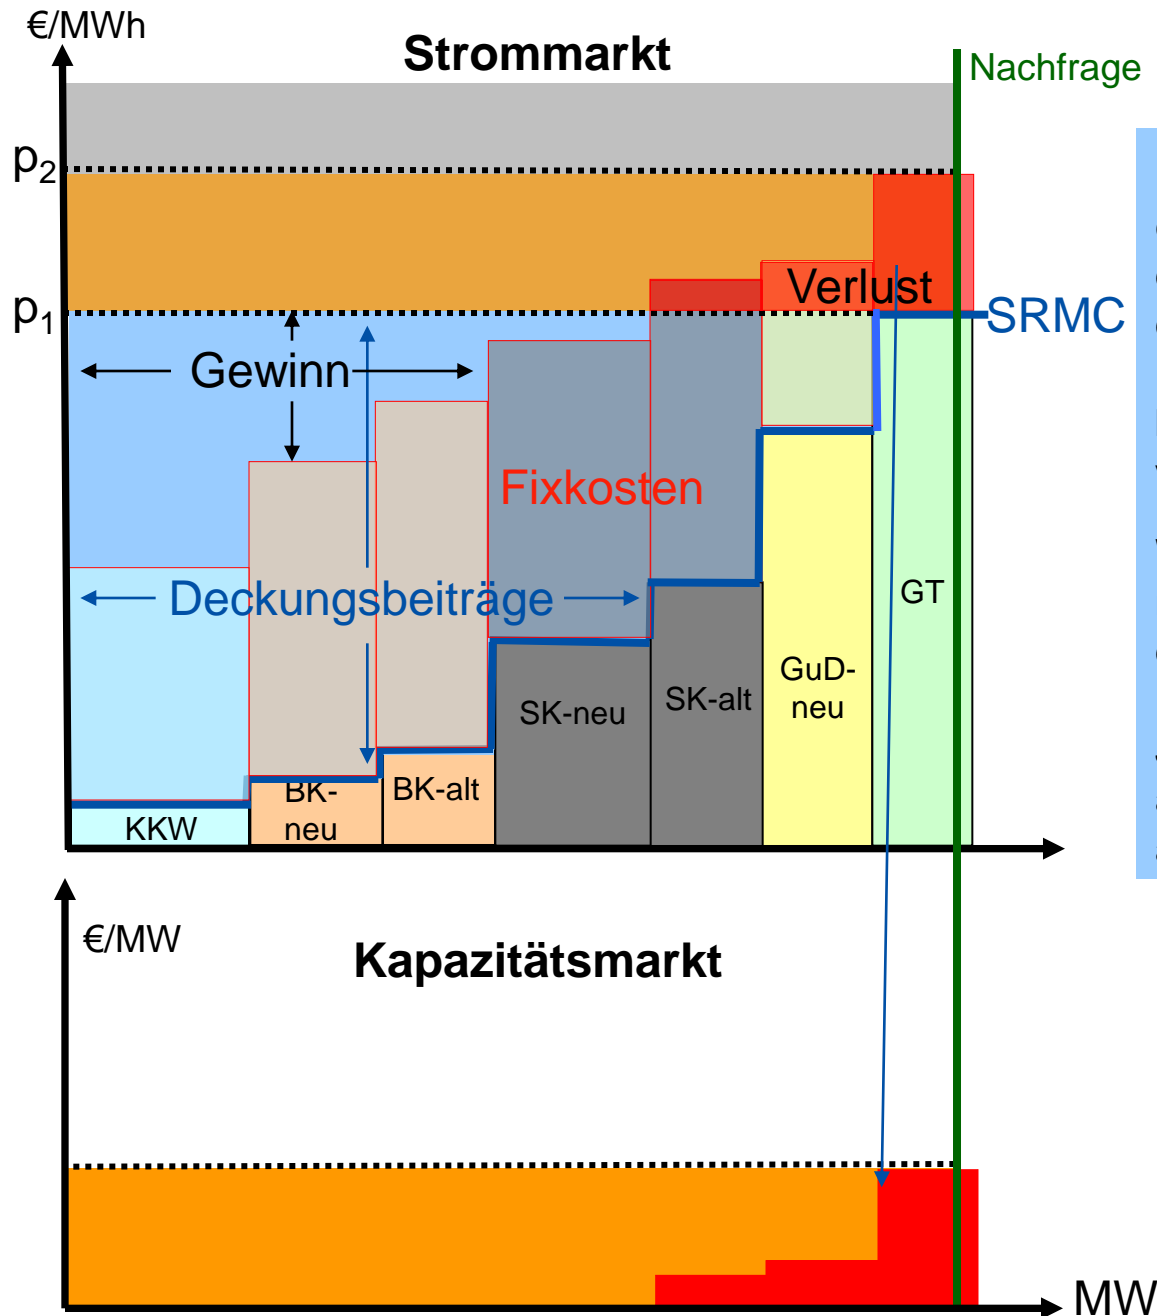 €/MWh
Strommarkt
Nachfrage
p₂
p₁
Verlust
SRMC
Gewinn
Fixkosten
Deckungsbeiträge
GT
GuD-
neu
SK-neu
SK-alt
BK-
neu
BK-alt
KKW
€/MW
Kapazitätsmarkt
MW